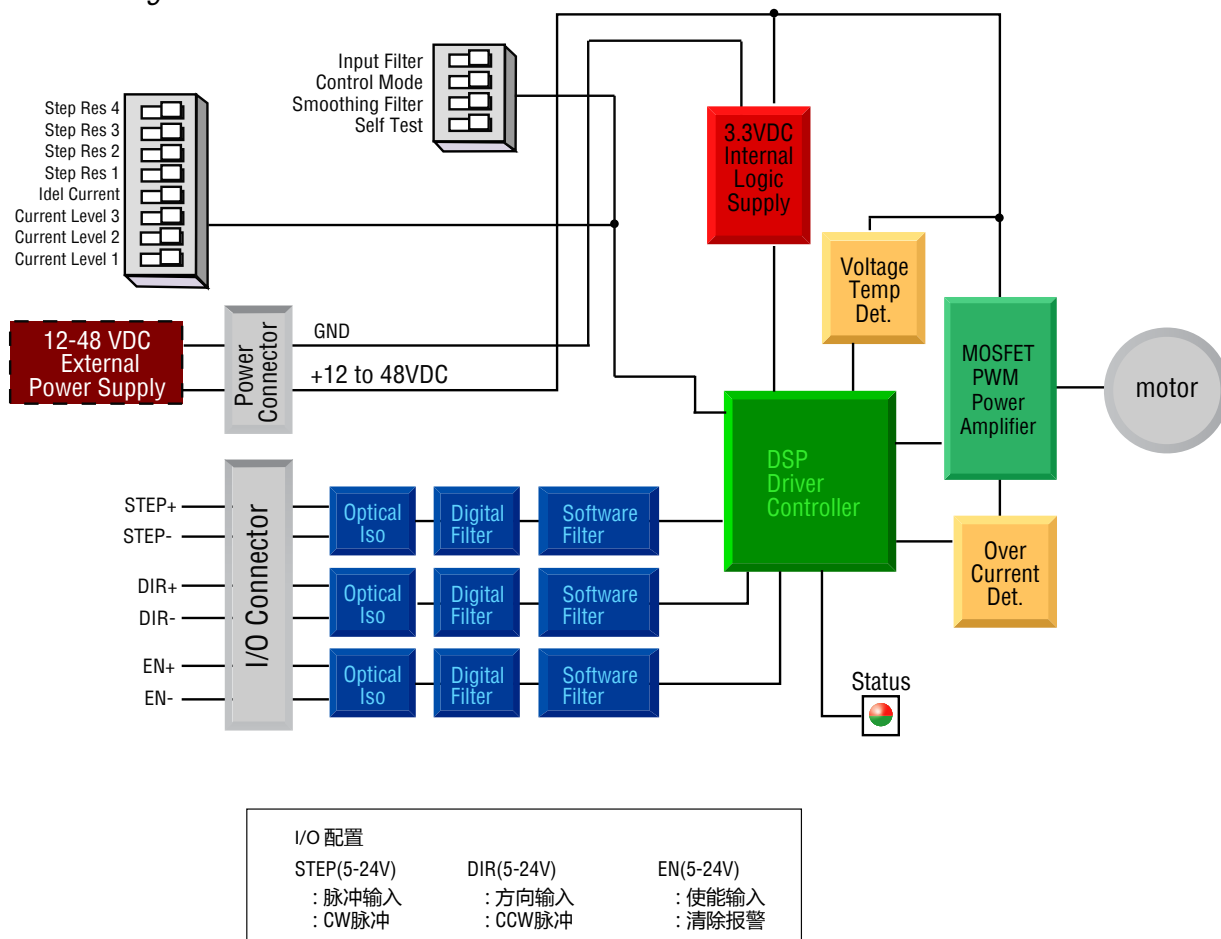 Input Filter
Control Mode
Smoothing Filter
Self Test
Step Res 4
Step Res 3
Step Res 2
Step Res 1
Idel Current
Current Level 3
Current Level 2
Current Level 1
3.3VDC
Internal
Logic
Supply
Voltage
Temp
Det.
12-48 VDC
External
Power Supply
Power
Connector
GND
+12 to 48VDC
MOSFET
PWM
Power
Amplifier
motor
DSP
Driver
Controller
Over
Current
Det.
STEP+
STEP-
DIR+
DIR-
EN+
EN-
I/O Connector
Optical
Iso
Digital
Filter
Software
Filter
Optical
Iso
Digital
Filter
Software
Filter
Optical
Iso
Digital
Filter
Software
Filter
Status
I/O 配置
STEP(5-24V) DIR(5-24V) EN(5-24V)
: 脉冲输入 : 方向输入 : 使能输入
: CW脉冲 : CCW脉冲 : 清除报警